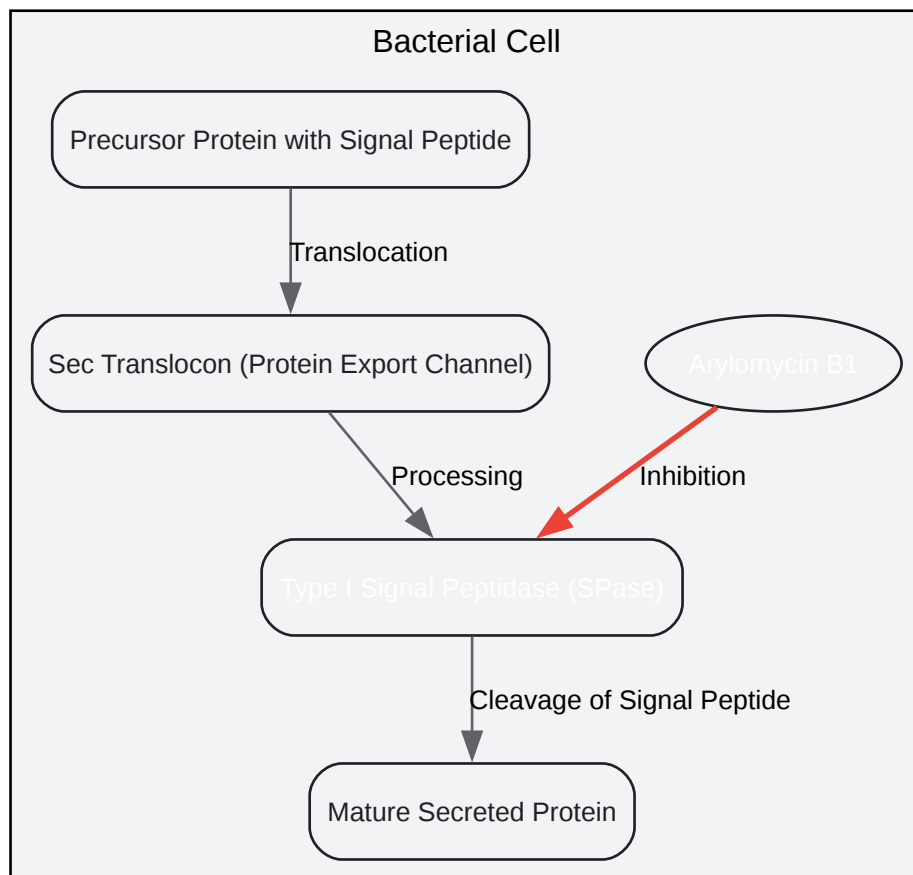 Bacterial Cell
Precursor Protein with Signal Peptide
Translocation
Sec Translocon (Protein Export Channel)
Arylomycin B1
Processing
Inhibition
Type I Signal Peptidase (SPase)
Cleavage of Signal Peptide
Mature Secreted Protein